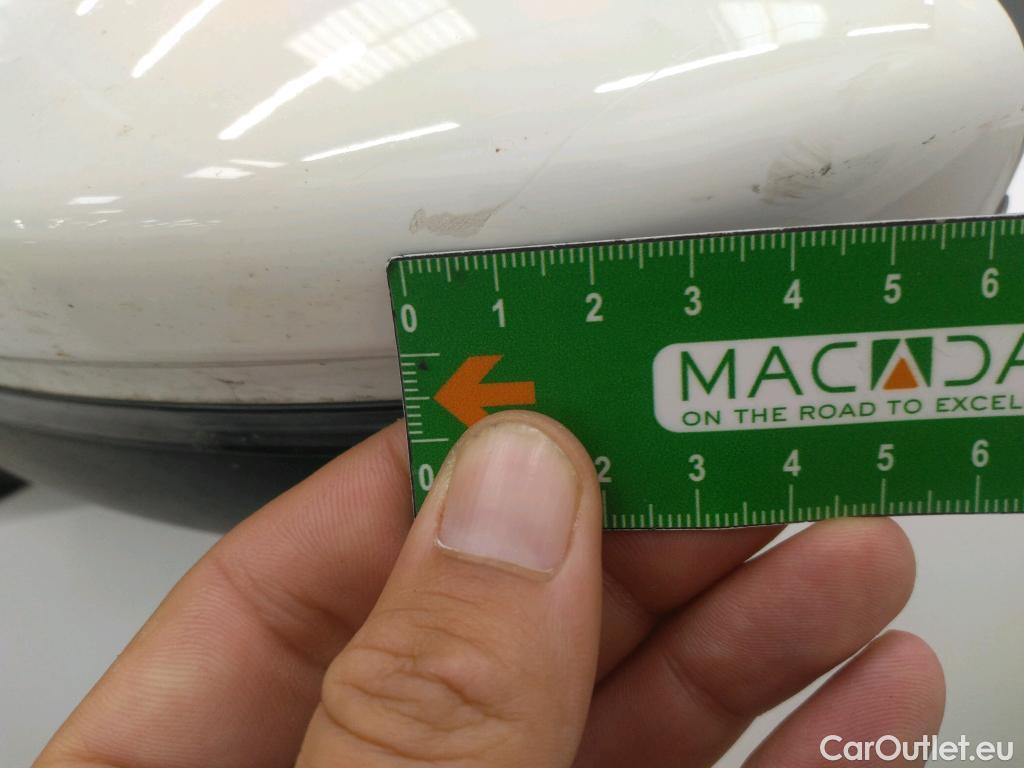 0 1 2 3 4 5 6
MACADA
ON THE ROAD TO EXCEL
0 2 3 4 5 6
CarOutlet.eu